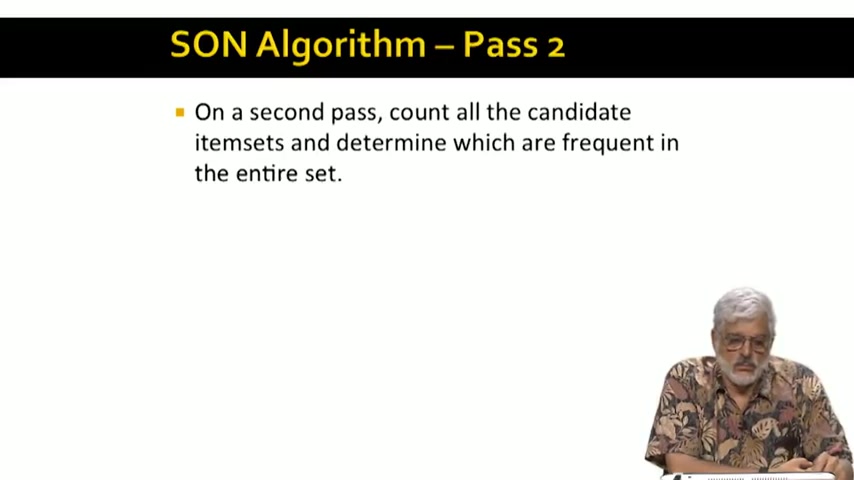 SON Algorithm – Pass 2
On a second pass, count all the candidate
itemsets and determine which are frequent in
the entire set.